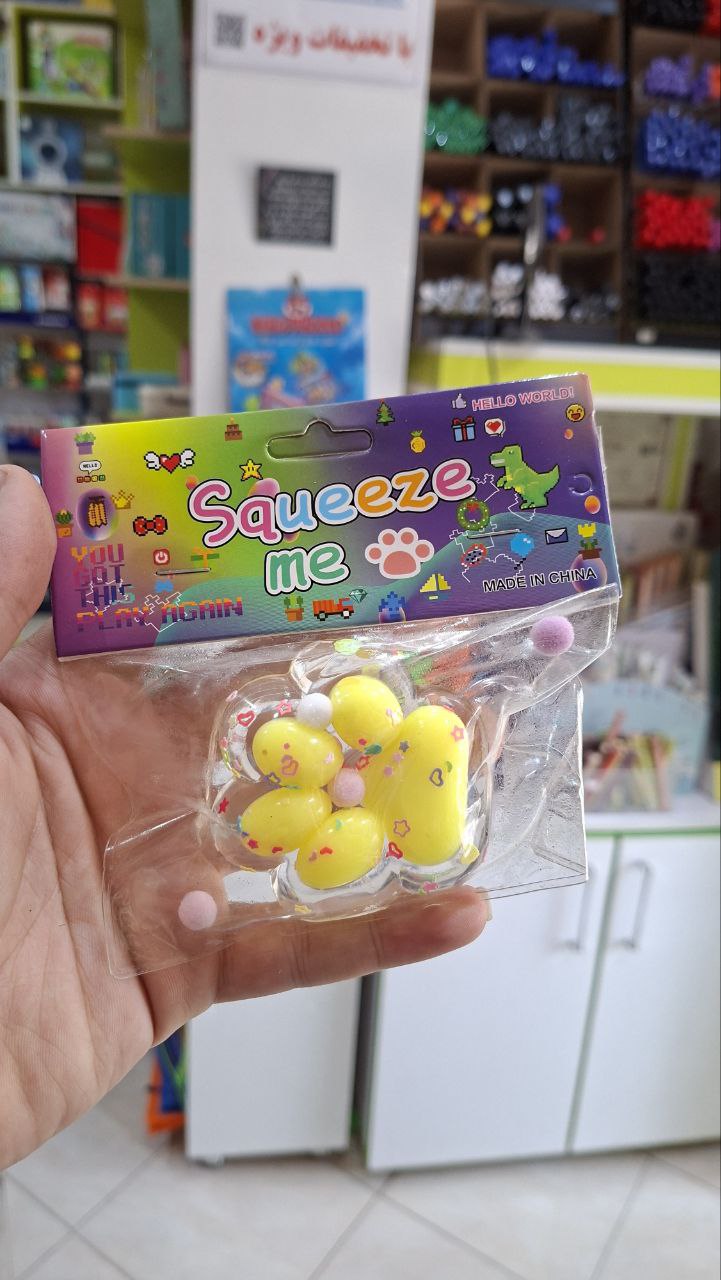 با تخفیفات ویژه
HELLO WORLD!
HELLO
Squeeze
me
YOU
GOT
THIS
PLAY AGAIN
MADE IN CHINA